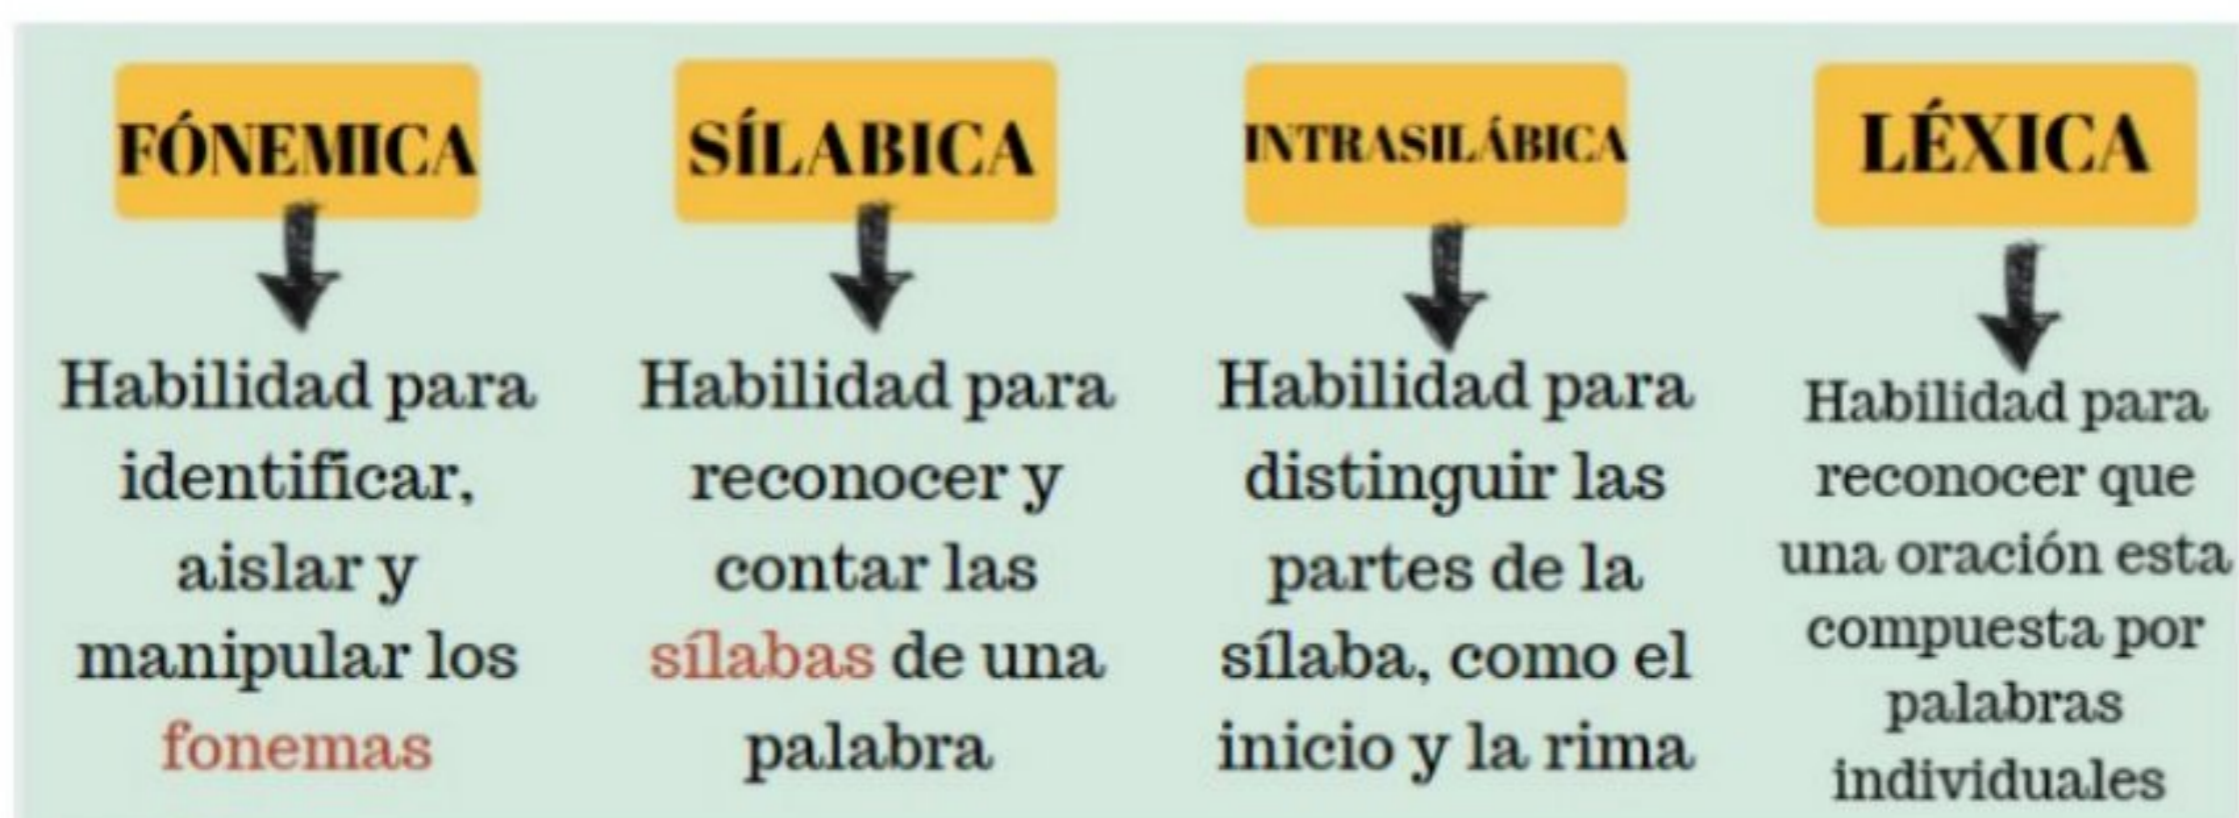 FÓNEMICA
Habilidad para
identificar,
aislar y
manipular los
fonemas
SÍLABICA
Habilidad para
reconocer y
contar las
sílabas de una
palabra
INTRASILÁBICA
Habilidad para
distinguir las
partes de la
sílaba, como el
inicio y la rima
LÉXICA
Habilidad para
reconocer que
una oración esta
compuesta por
palabras
individuales